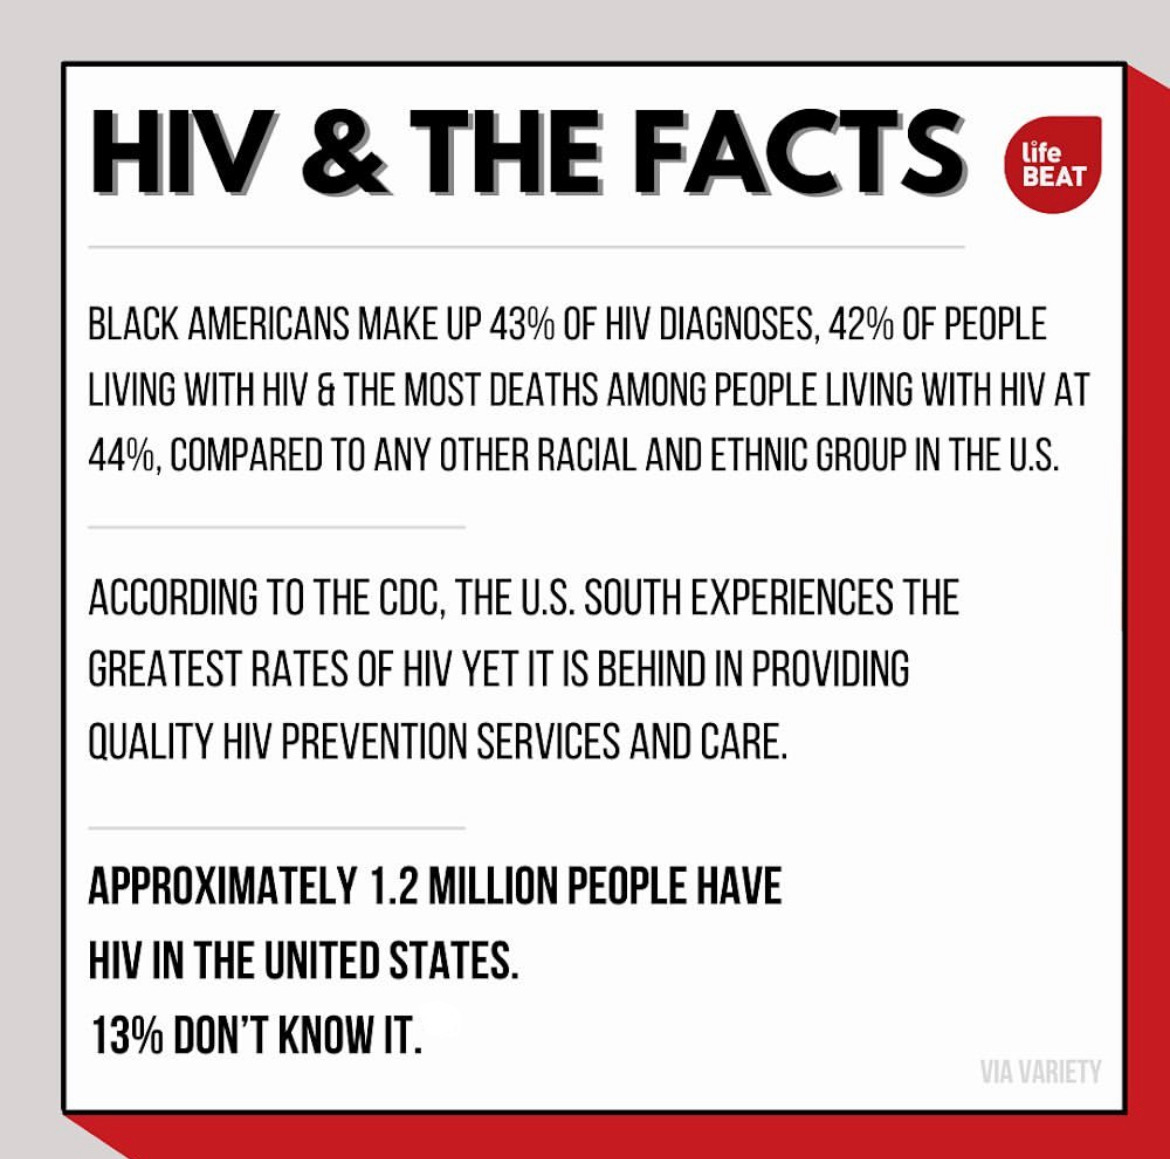 HIV & THE FACTS
life
BEAT
BLACK AMERICANS MAKE UP 43% OF HIV DIAGNOSES, 42% OF PEOPLE
LIVING WITH HIV & THE MOST DEATHS AMONG PEOPLE LIVING WITH HIV AT
44%, COMPARED TO ANY OTHER RACIAL AND ETHNIC GROUP IN THE U.S.
ACCORDING TO THE CDC, THE U.S. SOUTH EXPERIENCES THE
GREATEST RATES OF HIV YET IT IS BEHIND IN PROVIDING
QUALITY HIV PREVENTION SERVICES AND CARE.
APPROXIMATELY 1.2 MILLION PEOPLE HAVE
HIV IN THE UNITED STATES.
13% DON'T KNOW IT.
VIA VARIETY